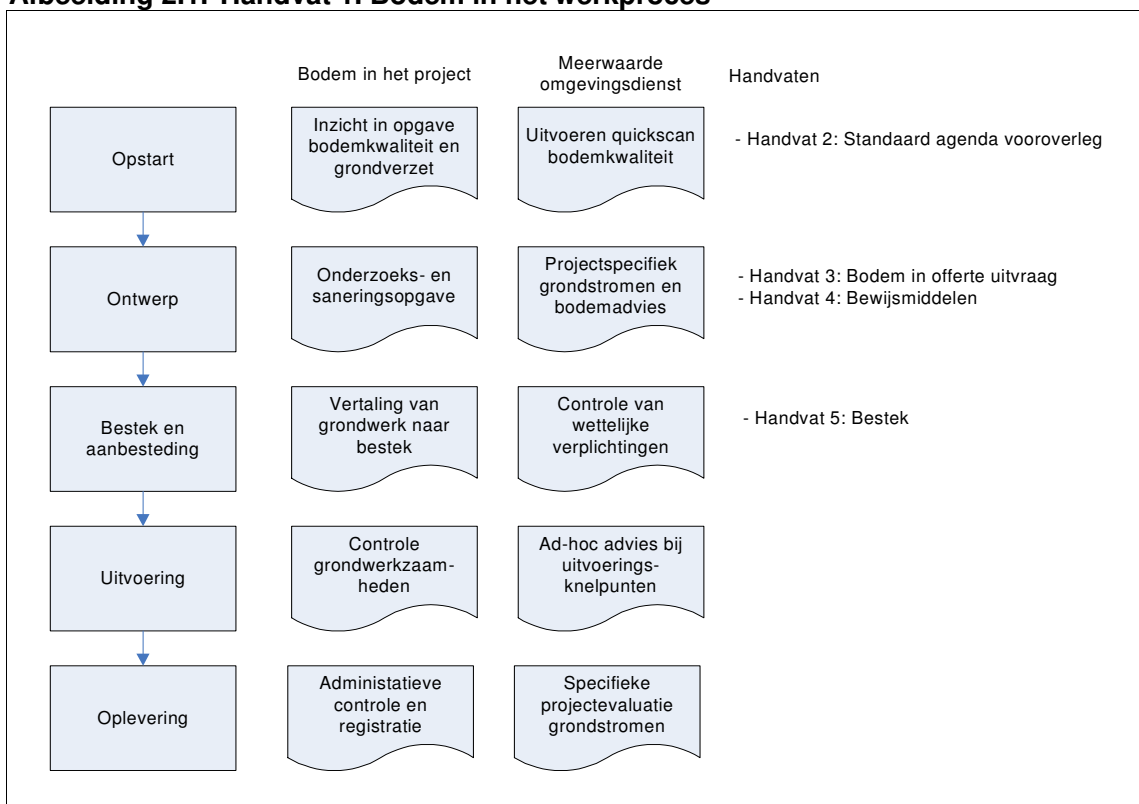 Afbeelding 2.1. Handvat 1: Bodem in het werkproces
Bodem in het project
Meerwaarde
omgevingsdienst
Handvaten
Opstart
Inzicht in opgave
bodemkwaliteit en
grondverzet
Uitvoeren quickscan
bodemkwaliteit
- Handvat 2: Standaard agenda vooroverleg
Ontwerp
Onderzoeks- en
saneringsopgave
Projectspecifiek
grondstromen en
bodemadvies
- Handvat 3: Bodem in offerte uitvraag
- Handvat 4: Bewijsmiddelen
Bestek en
aanbesteding
Vertaling van
grondwerk naar
bestek
Controle van
wettelijke
verplichtingen
- Handvat 5: Bestek
Uitvoering
Controle
grondwerkzaam-
heden
Ad-hoc advies bij
uitvoerings-
knelpunten
Oplevering
Administatieve
controle en
registratie
Specifieke
projectevaluatie
grondstromen